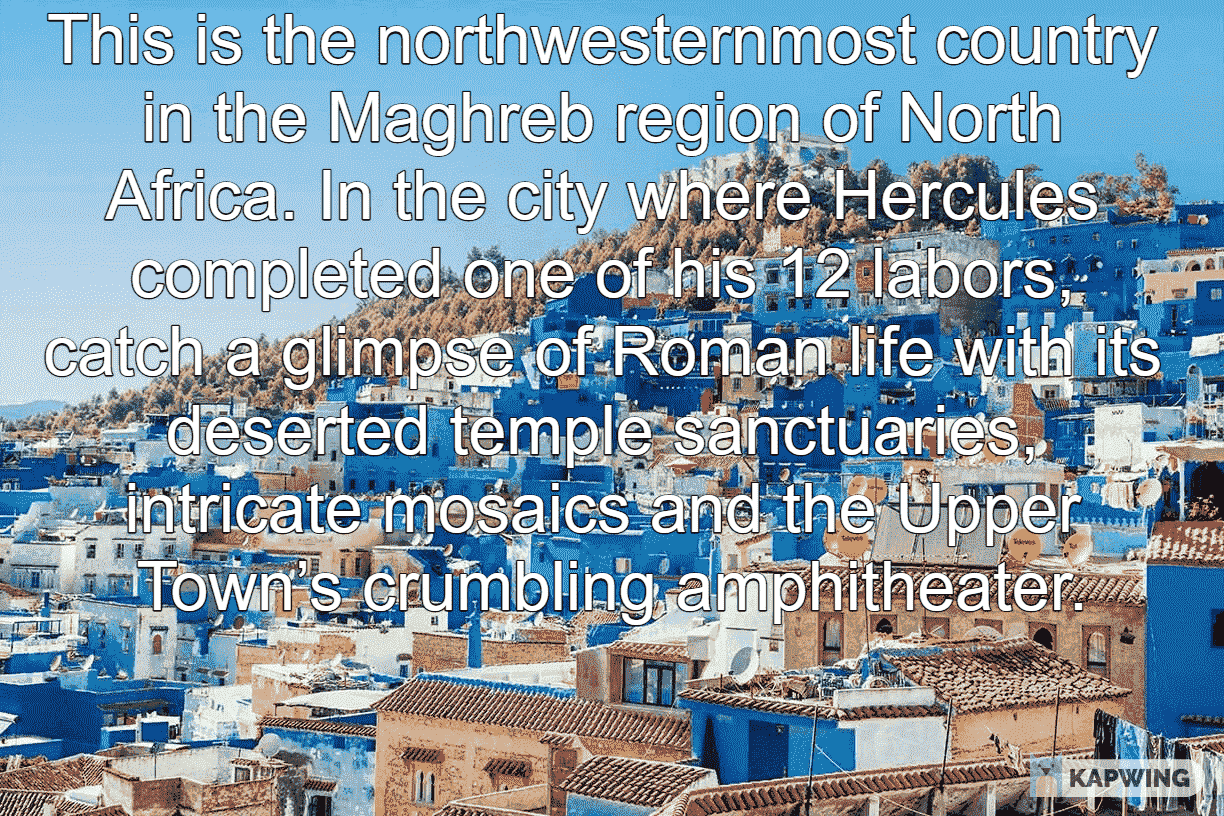 This is the northwesternmost country
in the Maghreb region of North
Africa. In the city where Hercules
completed one of his 12 labors,
catch a glimpse of Roman life with its
deserted temple sanctuaries,
intricate mosaics and the Upper
Town’s crumbling amphitheater.
Televes
Televes
KAPWING